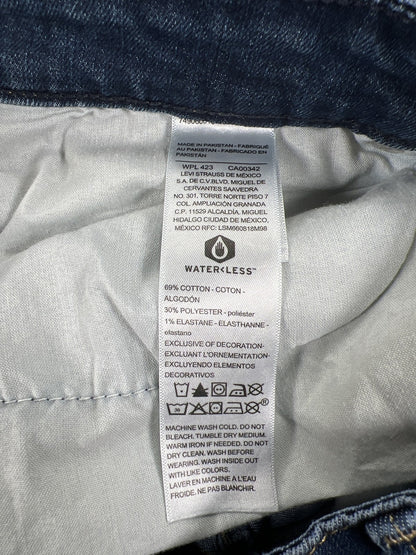 MADE IN PAKISTAN - FABRIQUÉ
AU PAKISTAN - FABRICADO EN
PAKISTÁN
WPL 423 CA00342
LEVI STRAUSS DE MÉXICO
S.A. DE C.V.BLVD. MIGUEL DE
CERVANTES SAAVEDRA
NO. 301, TORRE NORTE PISO 7
COL AMPLIACIÓN GRANADA
C.P. 11529 ALCALDÍA, MIGUEL
HIDALGO CIUDAD DE MÉXICO,
MÉXICO RFC: LSM660818M98
WATER<LESS™
69% COTTON - COTON -
ALGODÓN
30% POLYESTER - poliéster
1% ELASTANE - ELASTHANNE -
elastano
EXCLUSIVE OF DECORATION-
EXCLUANT L'ORNEMENTATION-
EXCLUYENDO ELEMENTOS
DECORATIVOS
30
MACHINE WASH COLD. DO NOT
BLEACH. TUMBLE DRY MEDIUM.
WARM IRON IF NEEDED. DO NOT
DRY CLEAN. WASH BEFORE
WEARING. WASH INSIDE OUT
WITH LIKE COLORS.
LAVER EN MACHINE A L'EAU
FROIDE. NE PAS BLANCHIR.